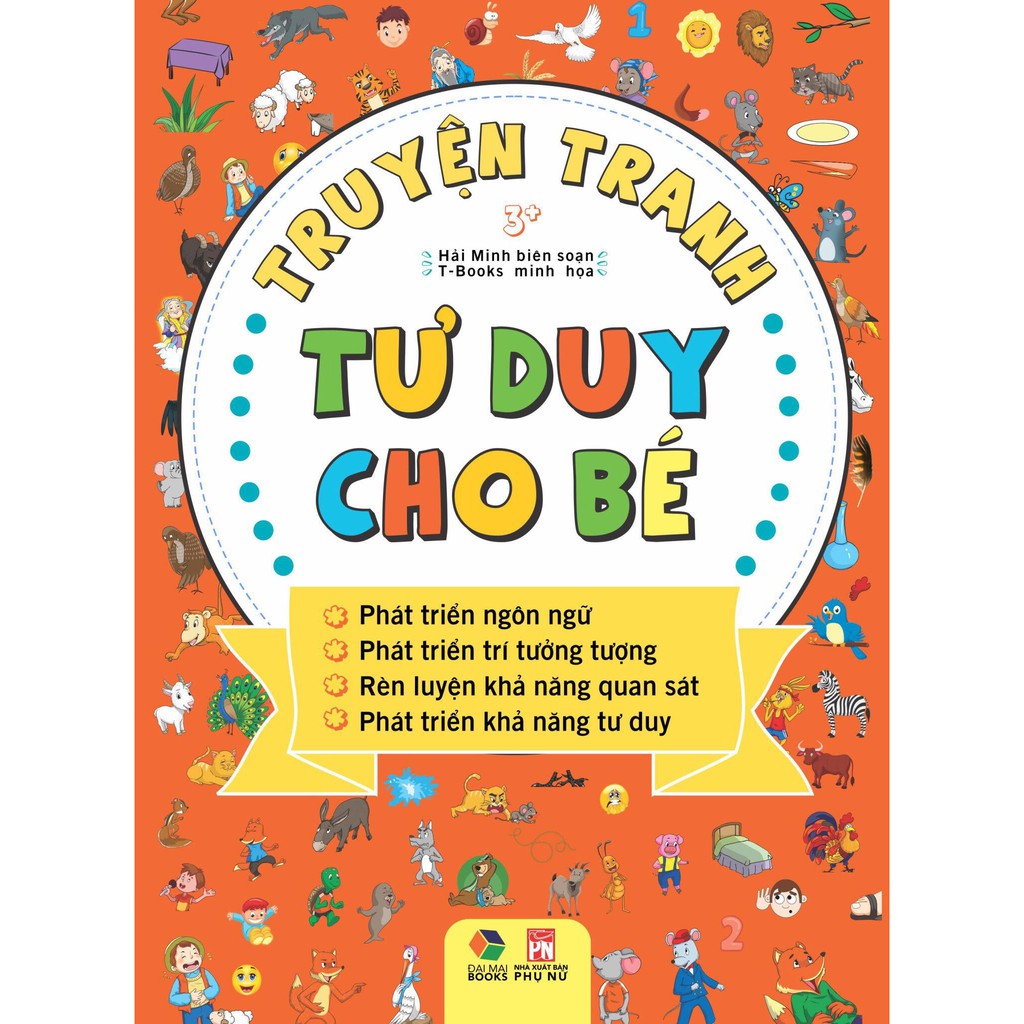 1
TRUYỆN TRANH
3+
Hải Minh biên soạn
T-Books minh họa
TƯ DUY
CHO BÉ
Phát triển ngôn ngữ
Phát triển trí tưởng tượng
Rèn luyện khả năng quan sát
Phát triển khả năng tư duy
2
ĐẠI MAI
BOOKS
PN
NHÀ XUẤT BẢN
PHỤ NỮ